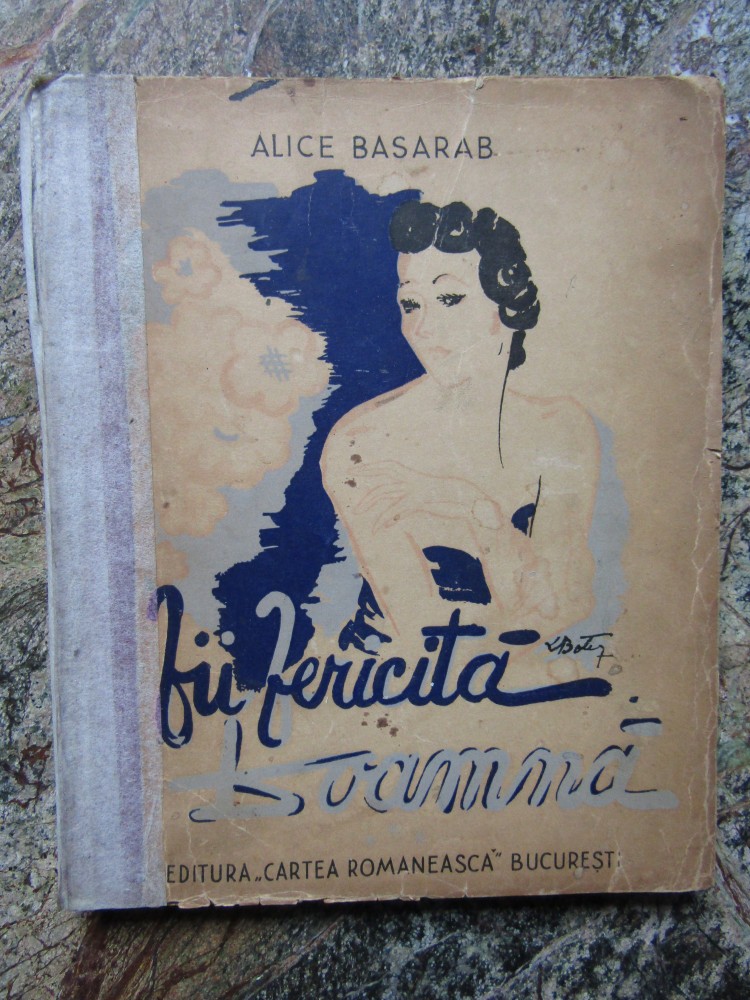 ALICE BASARAB
fii fericită
Doamnă
EDITURA „CARTEA ROMANEASCĂ" BUCUREȘTI